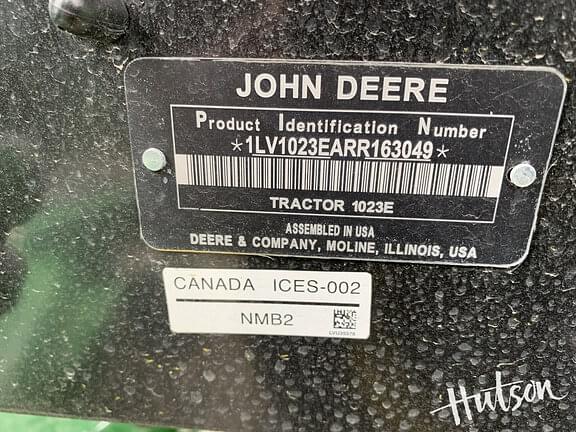 JOHN DEERE
Product Identification Number
*1LV1023EARR163049*
TRACTOR 1023E
ASSEMBLED IN USA
DEERE & COMPANY, MOLINE, ILLINOIS, USA
CANADA ICES-002
NMB2
Hutson